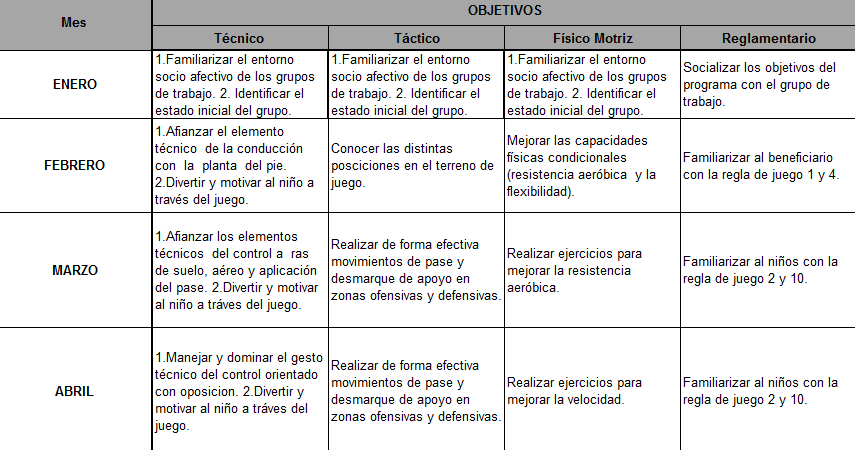 Mes
OBJETIVOS
Técnico
Táctico
Físico Motriz
Reglamentario
ENERO
1.Familiarizar el entorno
socio afectivo de los grupos
de trabajo. 2. Identificar el
estado inicial del grupo.
1.Familiarizar el entorno
socio afectivo de los grupos
de trabajo. 2. Identificar el
estado inicial del grupo.
1.Familiarizar el entorno
socio afectivo de los grupos
de trabajo. 2. Identificar el
estado inicial del grupo.
Socializar los objetivos del
programa con el grupo de
trabajo.
FEBRERO
1.Afianzar el elemento
técnico de la conducción
con la planta del pie.
2.Divertir y motivar al niño a
través del juego.
Conocer las distintas
posciciones en el terreno de
juego.
Mejorar las capacidades
físicas condicionales
(resistencia aeróbica y la
flexibilidad).
Familiarizar al beneficiario
con la regla de juego 1 y 4.
MARZO
1.Afianzar los elementos
técnicos del control a ras
de suelo, aéreo y aplicación
del pase. 2.Divertir y motivar
al niño a tráves del juego.
Realizar de forma efectiva
movimientos de pase y
desmarque de apoyo en
zonas ofensivas y defensivas.
Realizar ejercicios para
mejorar la resistencia
aeróbica.
Familiarizar al niños con la
regla de juego 2 y 10.
ABRIL
1.Manejar y dominar el gesto
técnico del control orientado
con oposicion. 2.Divertir y
motivar al niño a tráves del
juego.
Realizar de forma efectiva
movimientos de pase y
desmarque de apoyo en
zonas ofensivas y defensivas.
Realizar ejercicios para
mejorar la velocidad.
Familiarizar al niños con la
regla de juego 2 y 10.